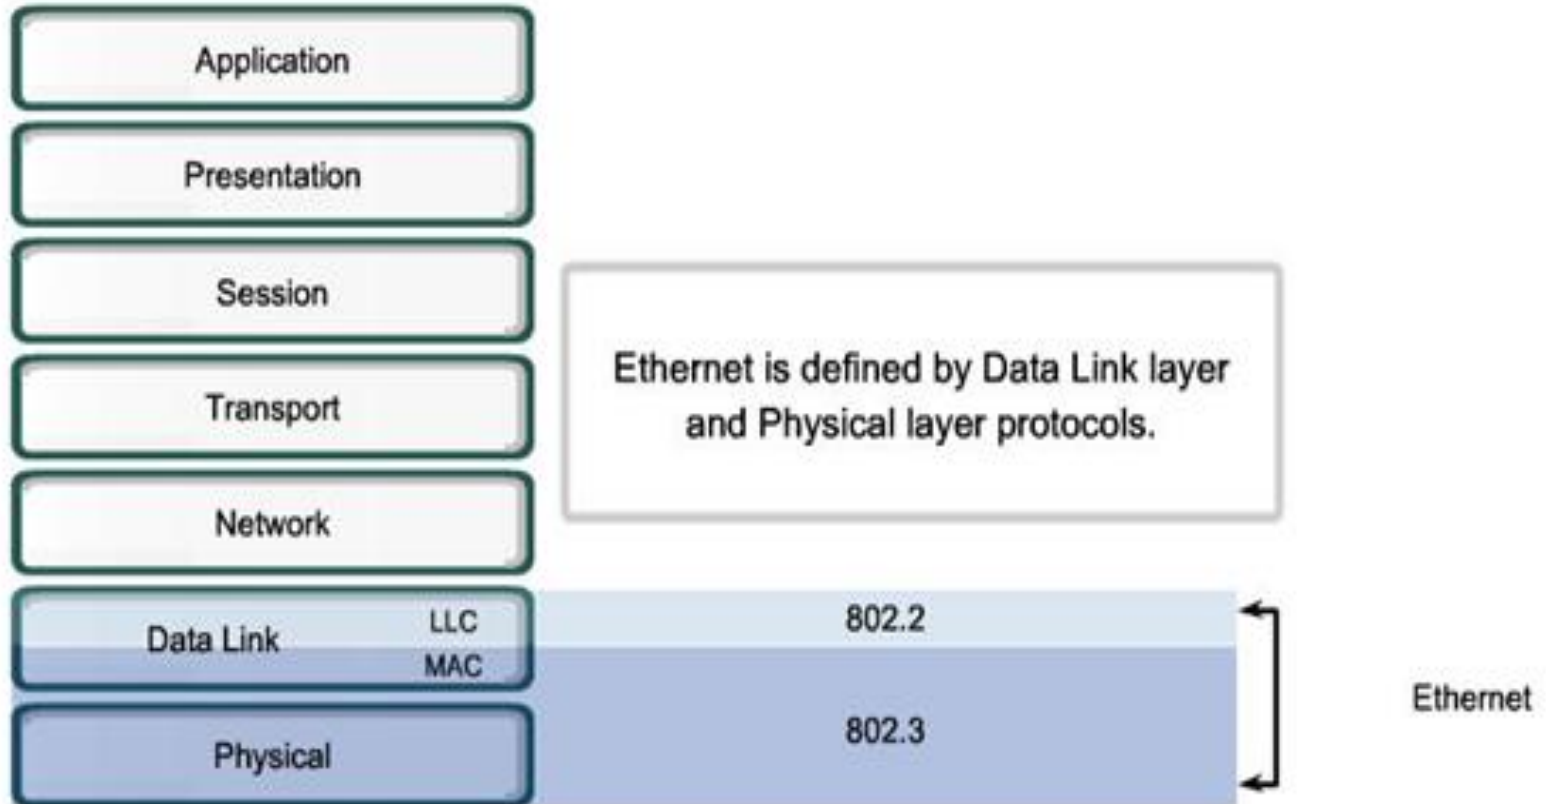 Application
Presentation
Session
Ethernet is defined by Data Link layer
and Physical layer protocols.
Transport
Network
Data Link
LLC
MAC
802.2
802.3
Physical
Ethernet